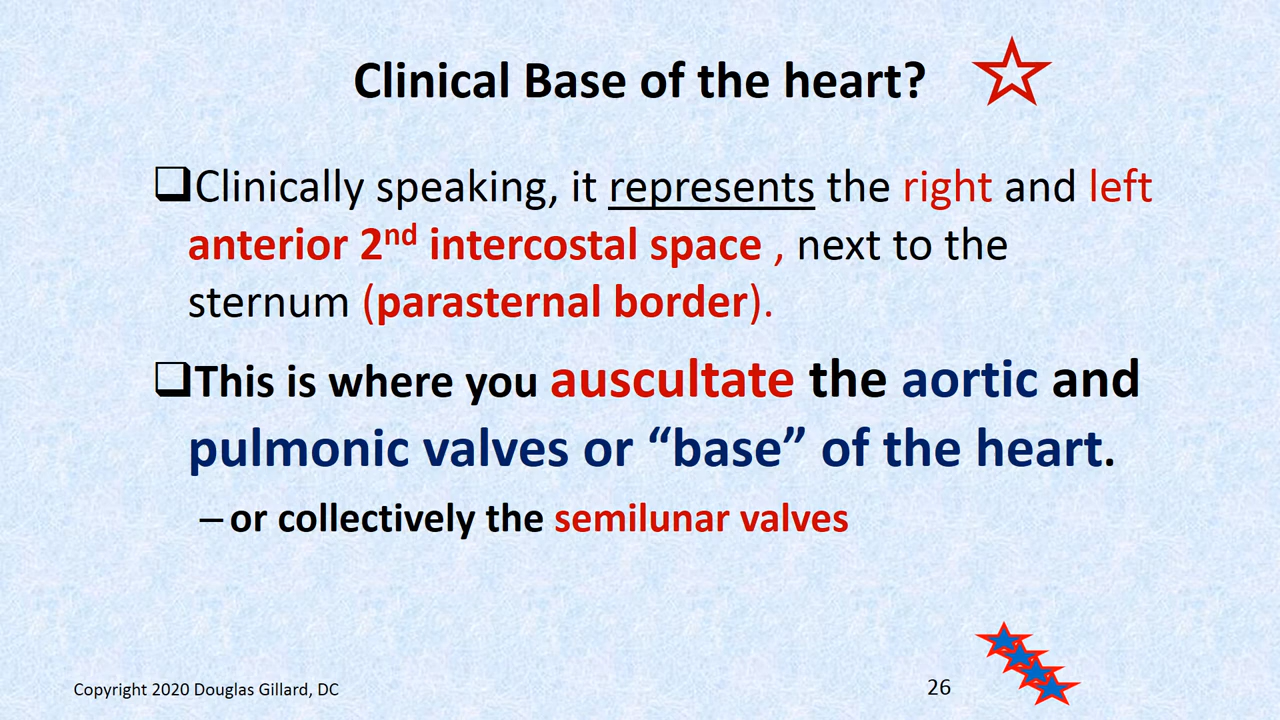 Clinical Base of the heart?
❑Clinically speaking, it represents the right and left
anterior 2nd intercostal space , next to the
sternum (parasternal border).
❑This is where you auscultate the aortic and
pulmonic valves or “base” of the heart.
–or collectively the semilunar valves
Copyright 2020 Douglas Gillard, DC
26